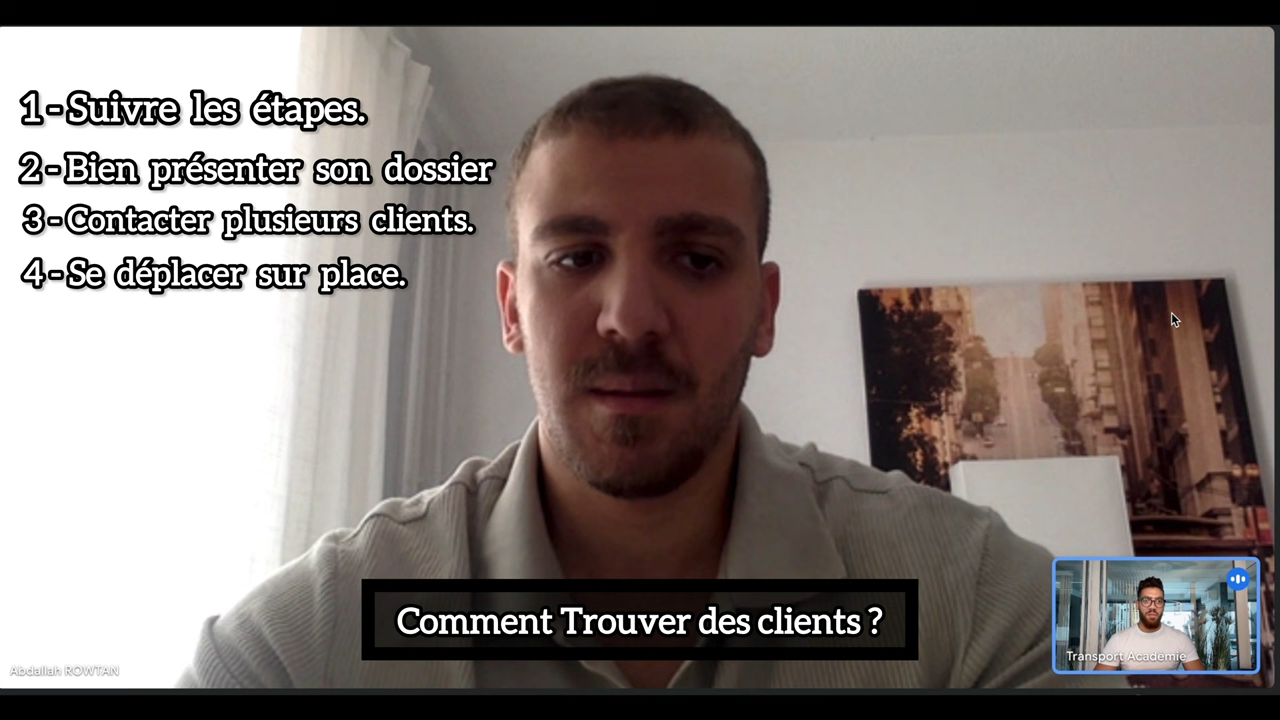 1-Suivre les étapes.
2-Bien présenter son dossier
3-Contacter plusieurs clients.
4-Se déplacer sur place.
Comment Trouver des clients ?
Abdallah ROWTAN
Transport Academie